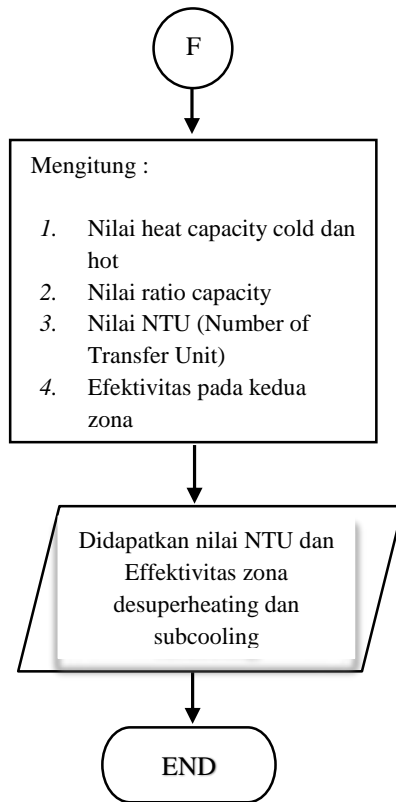 F
Mengitung :
1. Nilai heat capacity cold dan
hot
2. Nilai ratio capacity
3. Nilai NTU (Number of
Transfer Unit)
4. Efektivitas pada kedua
zona
Didapatkan nilai NTU dan
Effektivitas zona
desuperheating dan
subcooling
END